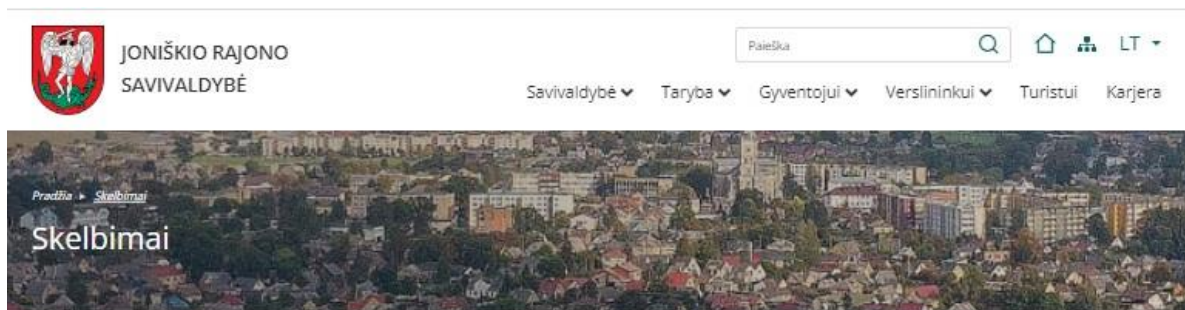 JONIŠKIO RAJONO
SAVIVALDYBĖ
Paieška
LT
Savivaldybė Taryba Gyventojui Verslininkui Turistui Karjera
Pradžia ▸ Skelbimai
Skelbimai